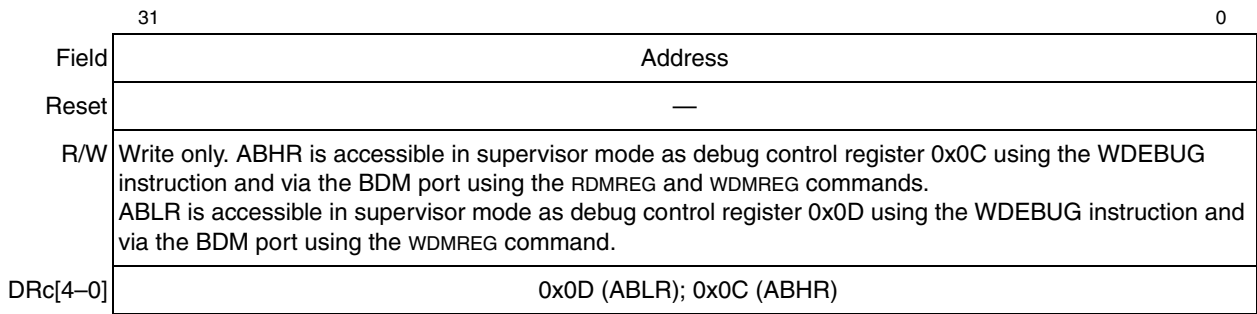 31 0
Field Address
Reset —
R/W Write only. ABHR is accessible in supervisor mode as debug control register 0x0C using the WDEBUG
instruction and via the BDM port using the RDMREG and WDMREG commands.
ABLR is accessible in supervisor mode as debug control register 0x0D using the WDEBUG instruction and
via the BDM port using the WDMREG command.
DRc[4–0] 0x0D (ABLR); 0x0C (ABHR)